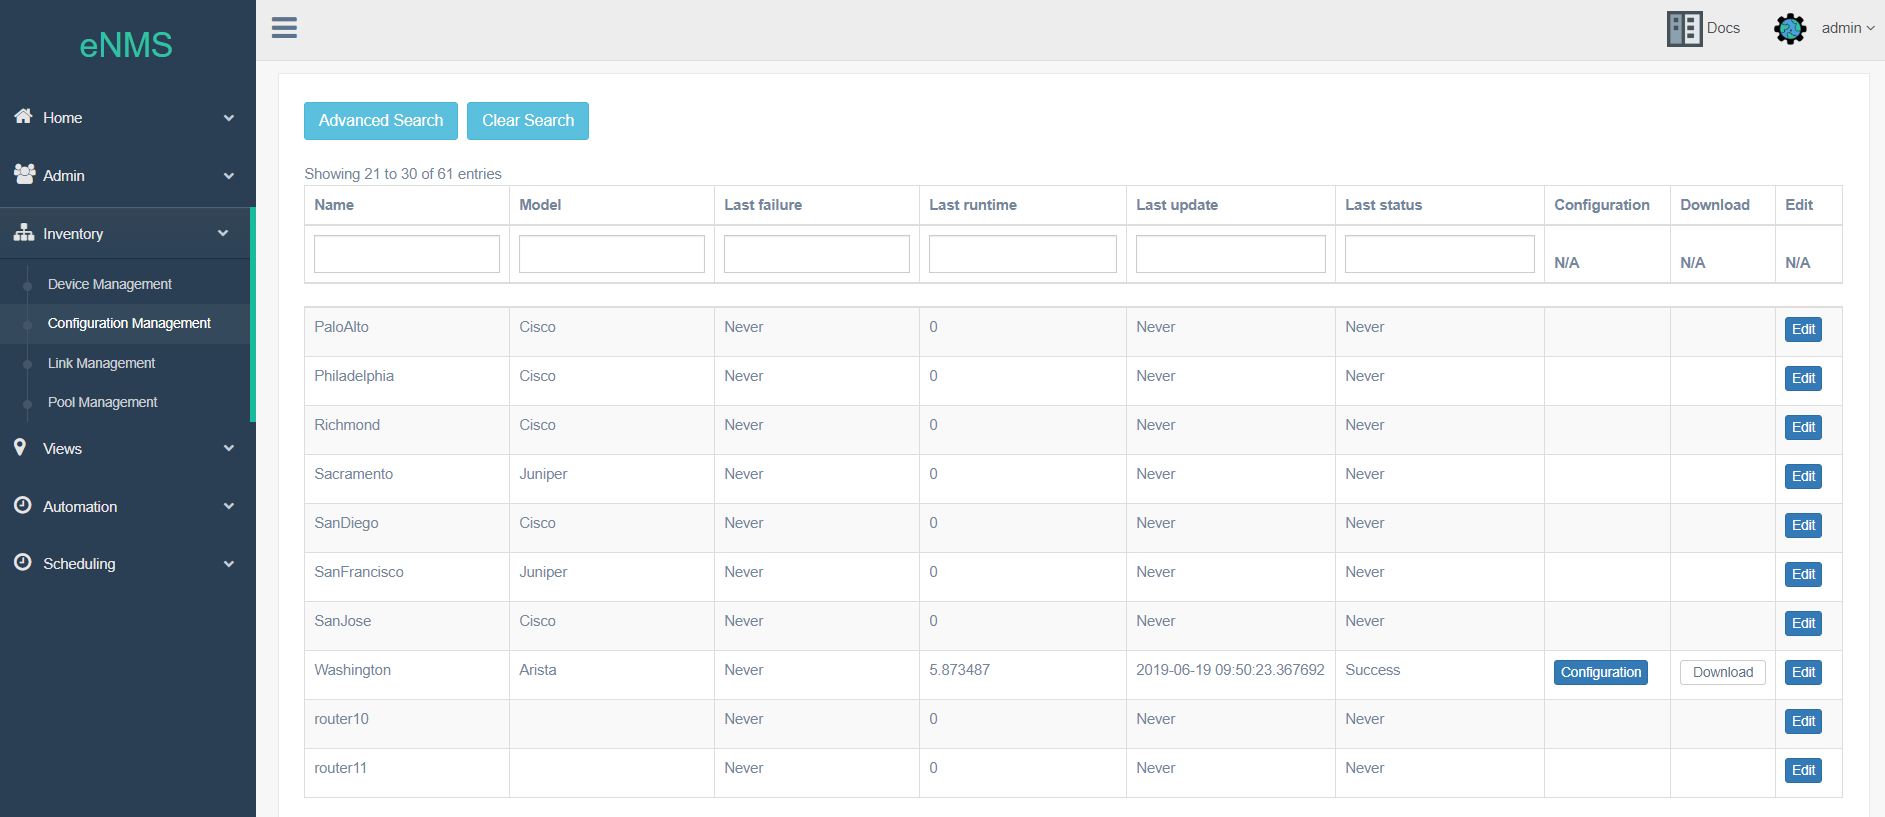 eNMS
Docs
admin
Home
Admin
Inventory
Device Management
Configuration Management
Link Management
Pool Management
Views
Automation
Scheduling
Advanced Search Clear Search
Showing 21 to 30 of 61 entries
Name Model Last failure Last runtime Last update Last status Configuration Download Edit
N/A N/A N/A
PaloAlto Cisco Never 0 Never Never Edit
Philadelphia Cisco Never 0 Never Never Edit
Richmond Cisco Never 0 Never Never Edit
Sacramento Juniper Never 0 Never Never Edit
SanDiego Cisco Never 0 Never Never Edit
SanFrancisco Juniper Never 0 Never Never Edit
SanJose Cisco Never 0 Never Never Edit
Washington Arista Never 5.873487 2019-06-19 09:50:23.367692 Success Configuration Download Edit
router10 Never 0 Never Never Edit
router11 Never 0 Never Never Edit